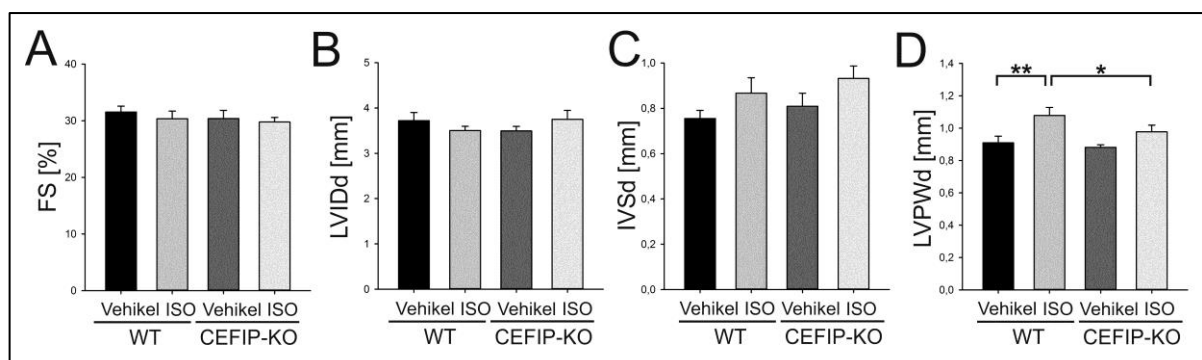 A
FS [%]
40
30
20
10
0
Vehikel ISO Vehikel ISO
WT CEFIP-KO
B
LVIDd [mm]
5
4
3
2
1
0
Vehikel ISO Vehikel ISO
WT CEFIP-KO
C
IVSd [mm]
1,0
0,8
0,6
0,4
0,2
0,0
Vehikel ISO Vehikel ISO
WT CEFIP-KO
D
LVPWd [mm]
1,4
1,2
1,0
0,8
0,6
0,4
0,2
0,0
** *
Vehikel ISO Vehikel ISO
WT CEFIP-KO